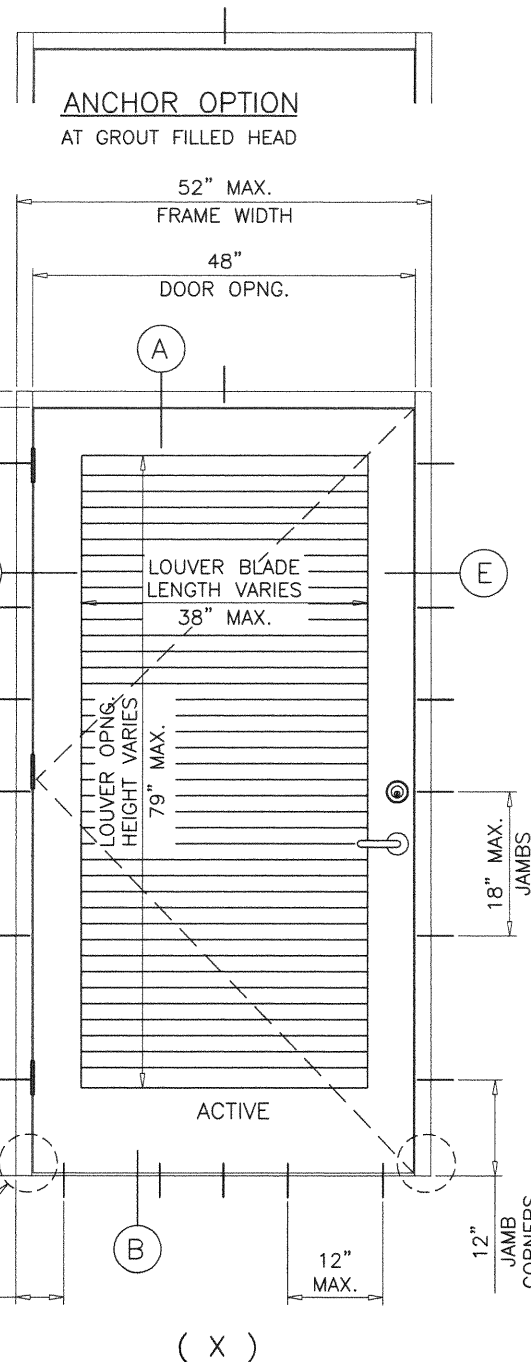 ANCHOR OPTION
AT GROUT FILLED HEAD
52" MAX.
FRAME WIDTH
48"
DOOR OPNG.
A
LOUVER BLADE
LENGTH VARIES
38" MAX.
E
LOUVER OPNG.
HEIGHT VARIES
79" MAX.
18" MAX.
JAMBS
ACTIVE
B
12"
MAX.
12"
JAMB
CORNERS
( X )